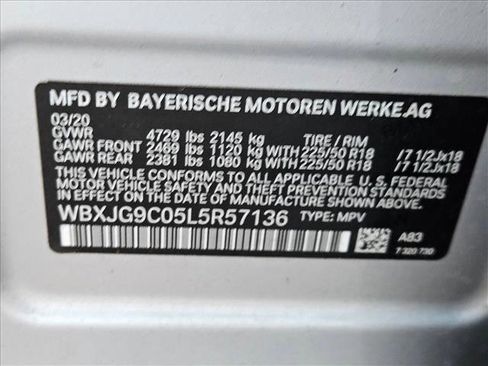 MFD BY BAYERISCHE MOTOREN WERKE AG
03/20
GVWR 4729 lbs 2145 kg TIRE / RIM
GAWR FRONT 2469 lbs 1120 kg WITH 225/50 R18 / 7 1/2Jx18
GAWR REAR 2381 lbs 1080 kg WITH 225/50 R18 / 7 1/2Jx18
THIS VEHICLE CONFORMS TO ALL APPLICABLE U.S. FEDERAL
MOTOR VEHICLE SAFETY AND THEFT PREVENTION STANDARDS
IN EFFECT ON THE DATE OF MANUFACTURE SHOWN ABOVE.
WBXJG9C05L5R57136 TYPE: MPV
A83
7 320 730